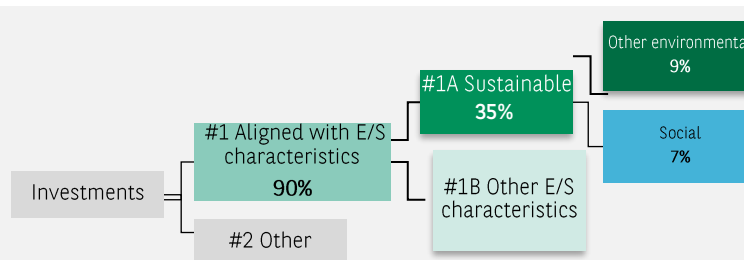 Other environmenta
9%
#1A Sustainable
35%
Social
7%
#1 Aligned with E/S
characteristics
90%
Investments
#1B Other E/S
characteristics
#2 Other